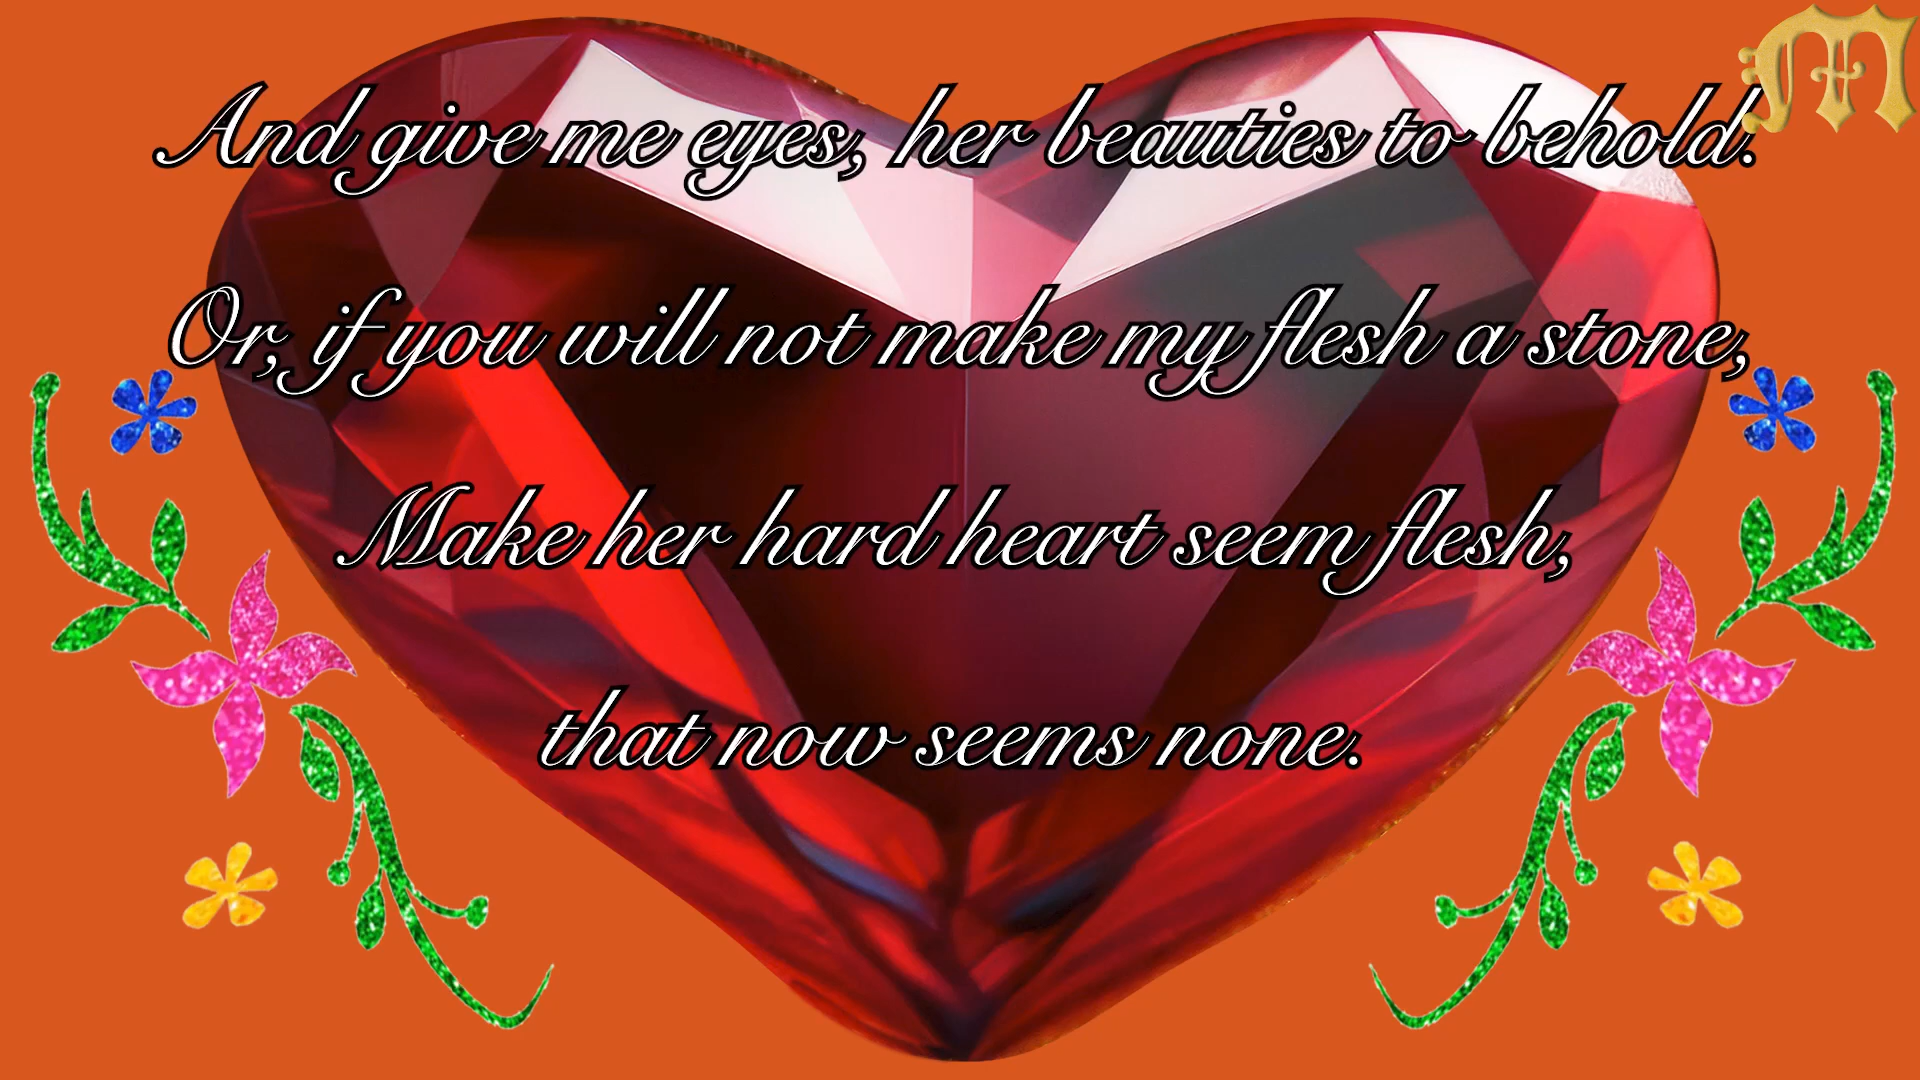 M
And give me eyes, her beauties to behold.
Or, if you will not make my flesh a stone,
Make her hard heart seem flesh,
that now seems none.